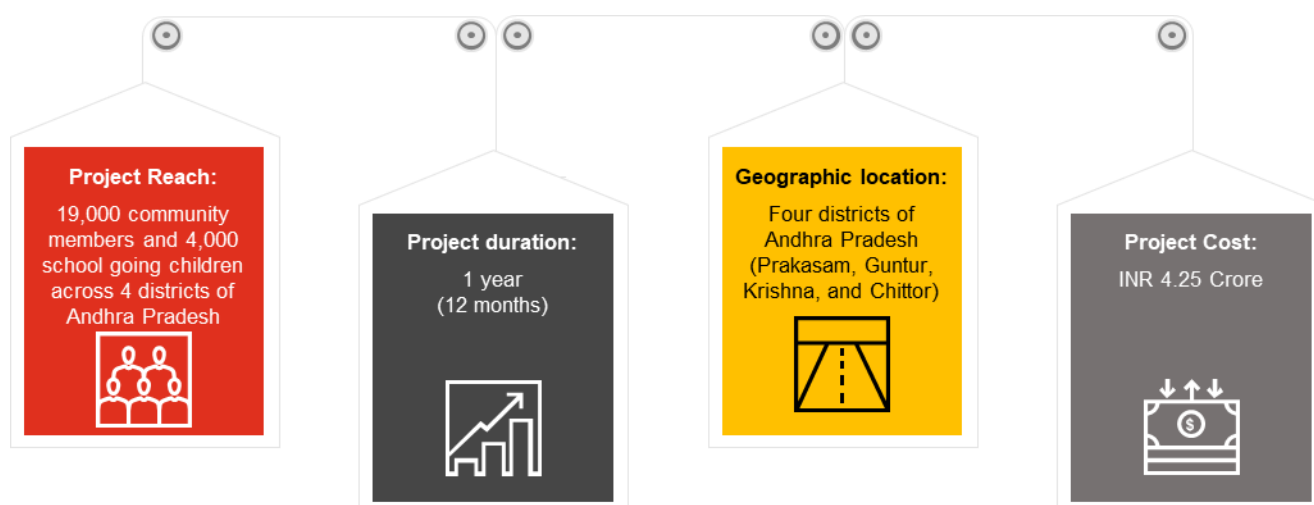 Project Reach:
19,000 community
members and 4,000
school going children
across 4 districts of
Andhra Pradesh
Project duration:
1 year
(12 months)
Geographic location:
Four districts of
Andhra Pradesh
(Prakasam, Guntur,
Krishna, and Chittor)
Project Cost:
INR 4.25 Crore
$